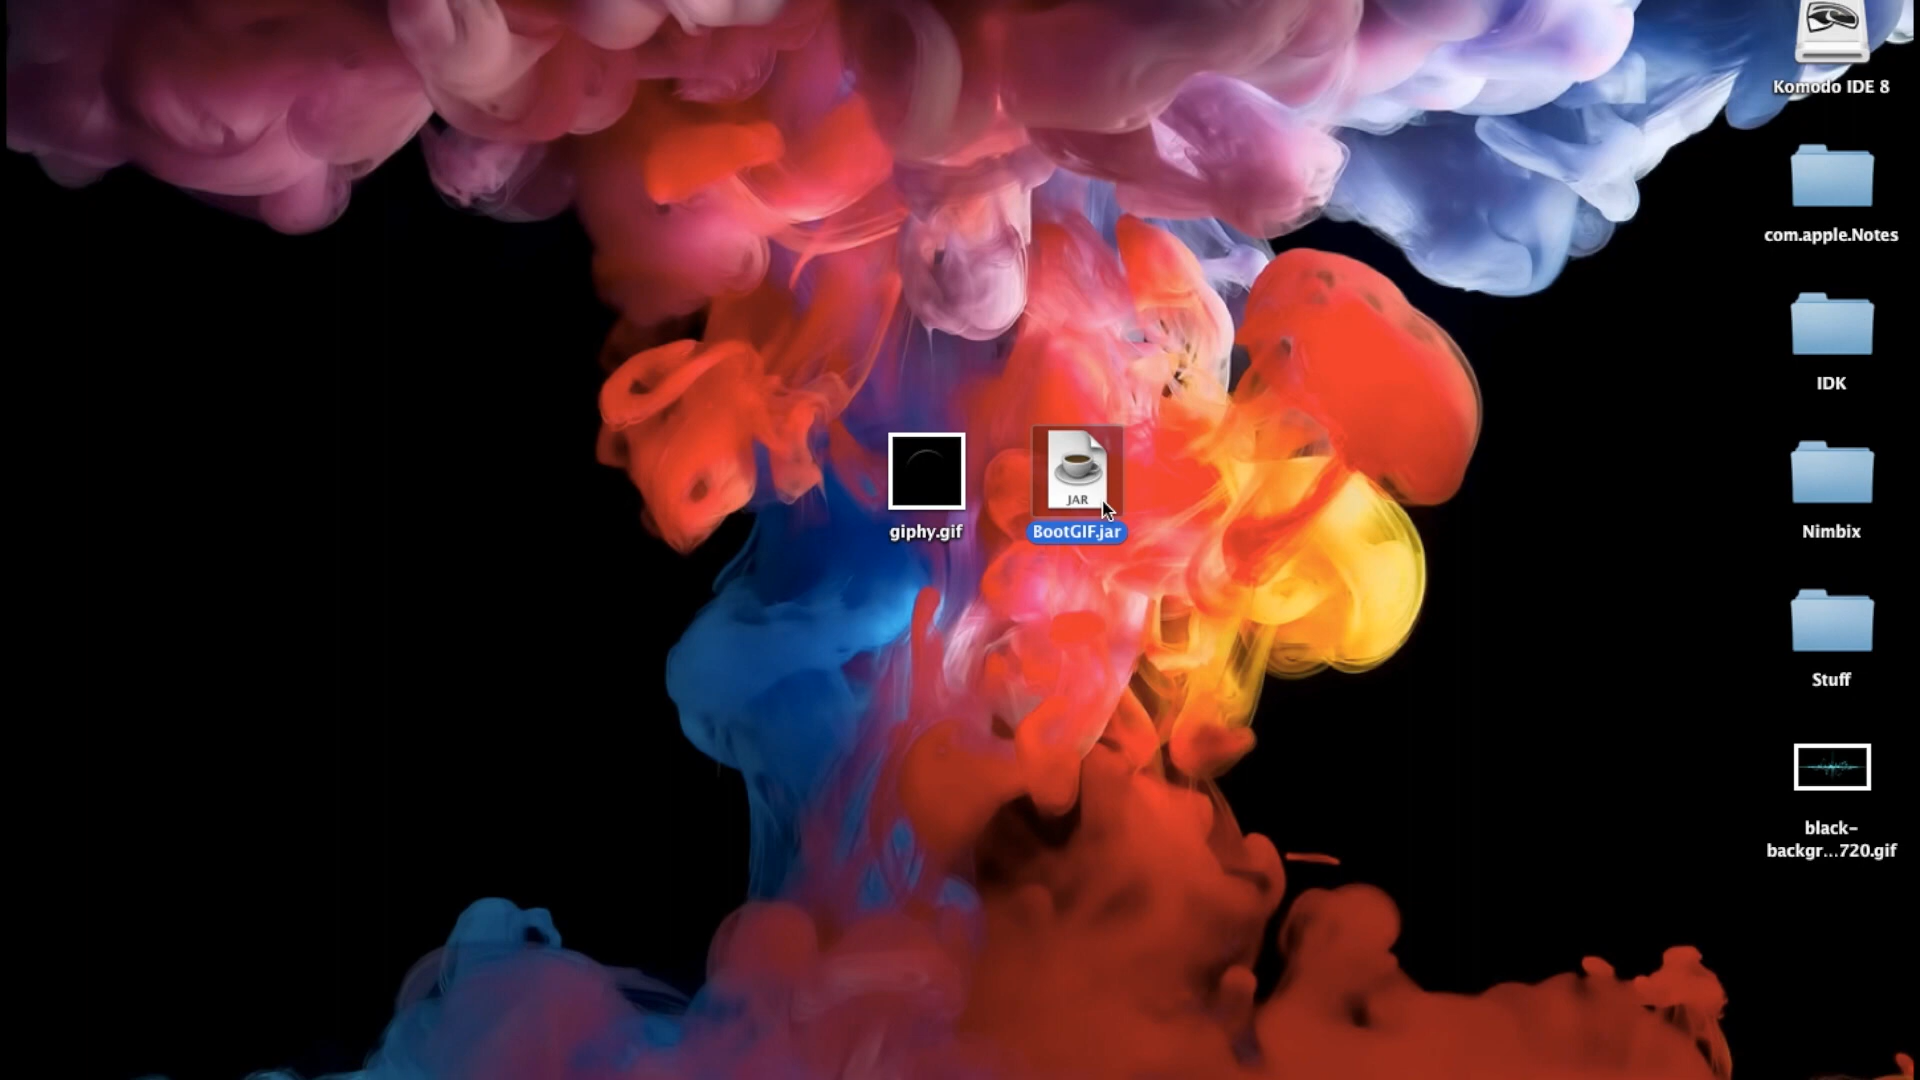 Komodo IDE 8
com.apple.Notes
IDK
JAR
giphy.gif
BootGIF.jar
Nimbix
Stuff
black-
backgr...720.gif